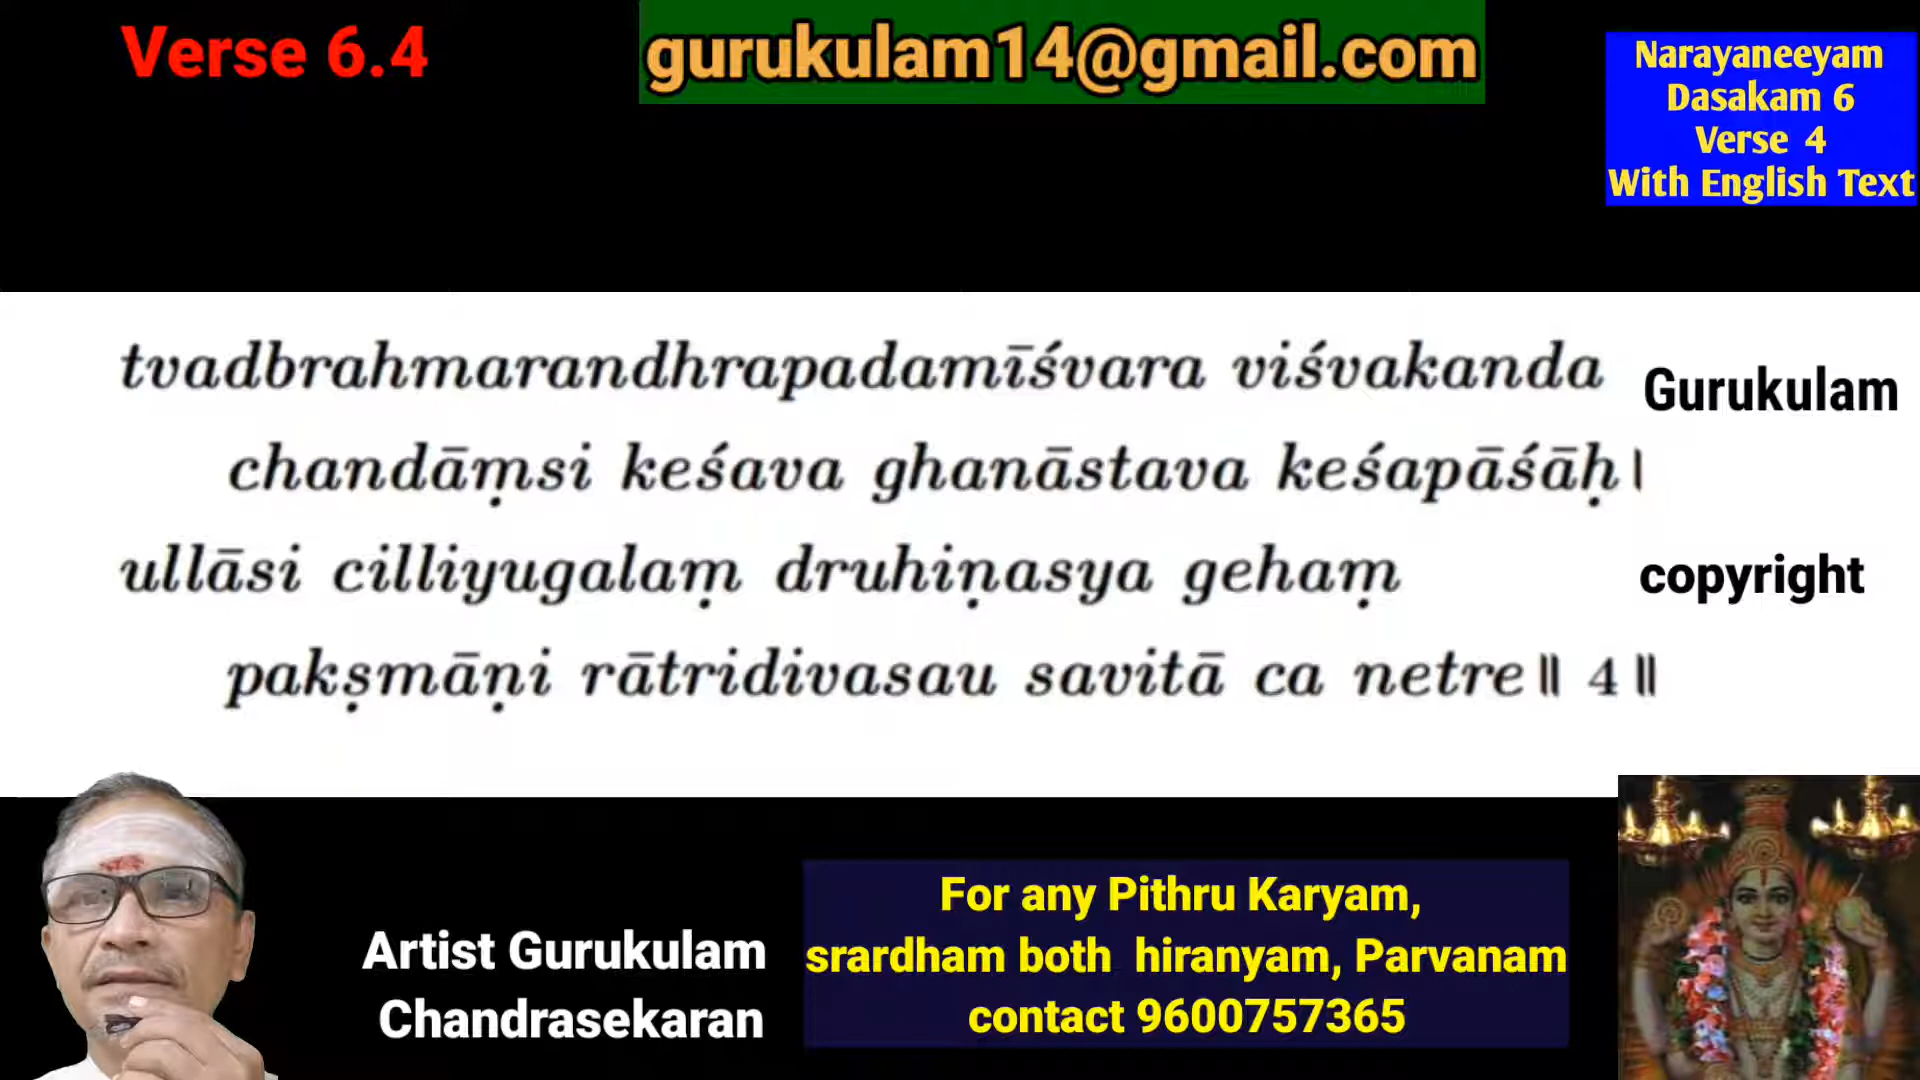 Verse 6.4
gurukulam14@gmail.com
Narayaneeyam
Dasakam 6
Verse 4
With English Text
tvadbrahmarandhrapadamīśvara viśvakanda
chandāṃsi keśava ghanāstava keśapāśāḥ |
ullāsi cilliyugalaṃ druhiṇasya gehaṃ
pakṣmāṇi rātridivasau savitā ca netre || 4 ||
Gurukulam
copyright
Artist Gurukulam
Chandrasekaran
For any Pithru Karyam,
srardham both hiranyam, Parvanam
contact 9600757365